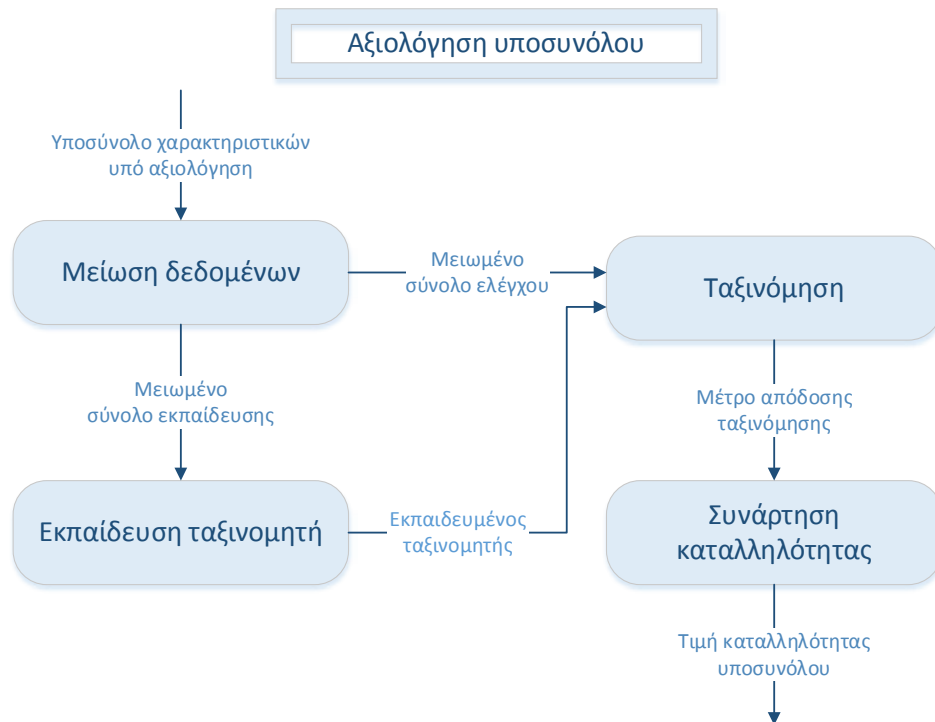 Αξιολόγηση υποσυνόλου
Υποσύνολο χαρακτηριστικών
υπό αξιολόγηση
Μείωση δεδομένων
Μειωμένο
σύνολο ελέγχου
Ταξινόμηση
Μειωμένο
σύνολο εκπαίδευσης
Μέτρο απόδοσης
ταξινόμησης
Εκπαίδευση ταξινομητή
Εκπαιδευμένος
ταξινομητής
Συνάρτηση
καταλληλότητας
Τιμή καταλληλότητας
υποσυνόλου